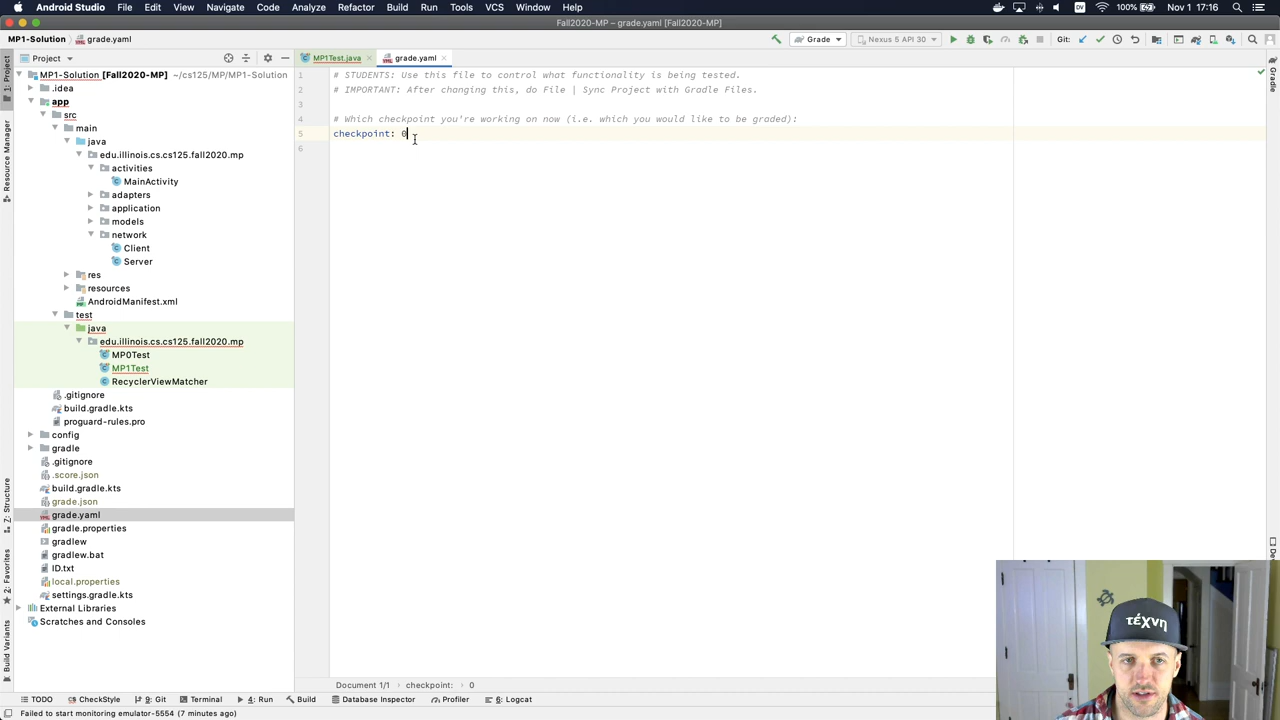 Android Studio File Edit View Navigate Code Analyze Refactor Build Run Tools VCS Window Help 100% Nov 1 17:16
Fall2020-MP – grade.yaml [Fall2020-MP]
MP1-Solution grade.yaml Grade Nexus 5 API 30 Git:
Project MP1Test.java grade.yaml
1: Project
Resource Manager
Z: Structure
2: Favorites
Build Variants
Gradle
MP1-Solution [Fall2020-MP] ~/cs125/MP/MP1-Solution
.idea
app
src
main
java
edu.illinois.cs.cs125.fall2020.mp
activities
MainActivity
adapters
application
models
network
Client
Server
res
resources
AndroidManifest.xml
test
java
edu.illinois.cs.cs125.fall2020.mp
MP0Test
MP1Test
RecyclerViewMatcher
.gitignore
build.gradle.kts
proguard-rules.pro
config
gradle
.gitignore
.score.json
build.gradle.kts
grade.json
grade.yaml
gradle.properties
gradlew
gradlew.bat
ID.txt
local.properties
settings.gradle.kts
External Libraries
Scratches and Consoles
1 # STUDENTS: Use this file to control what functionality is being tested.
2 # IMPORTANT: After changing this, do File | Sync Project with Gradle Files.
3
4 # Which checkpoint you're working on now (i.e. which you would like to be graded):
5 checkpoint: 0
6
τέχνη
Document 1/1 checkpoint: 0
TODO CheckStyle 9: Git Terminal 4: Run Build Database Inspector Profiler 6: Logcat
Failed to start monitoring emulator-5554 (7 minutes ago)